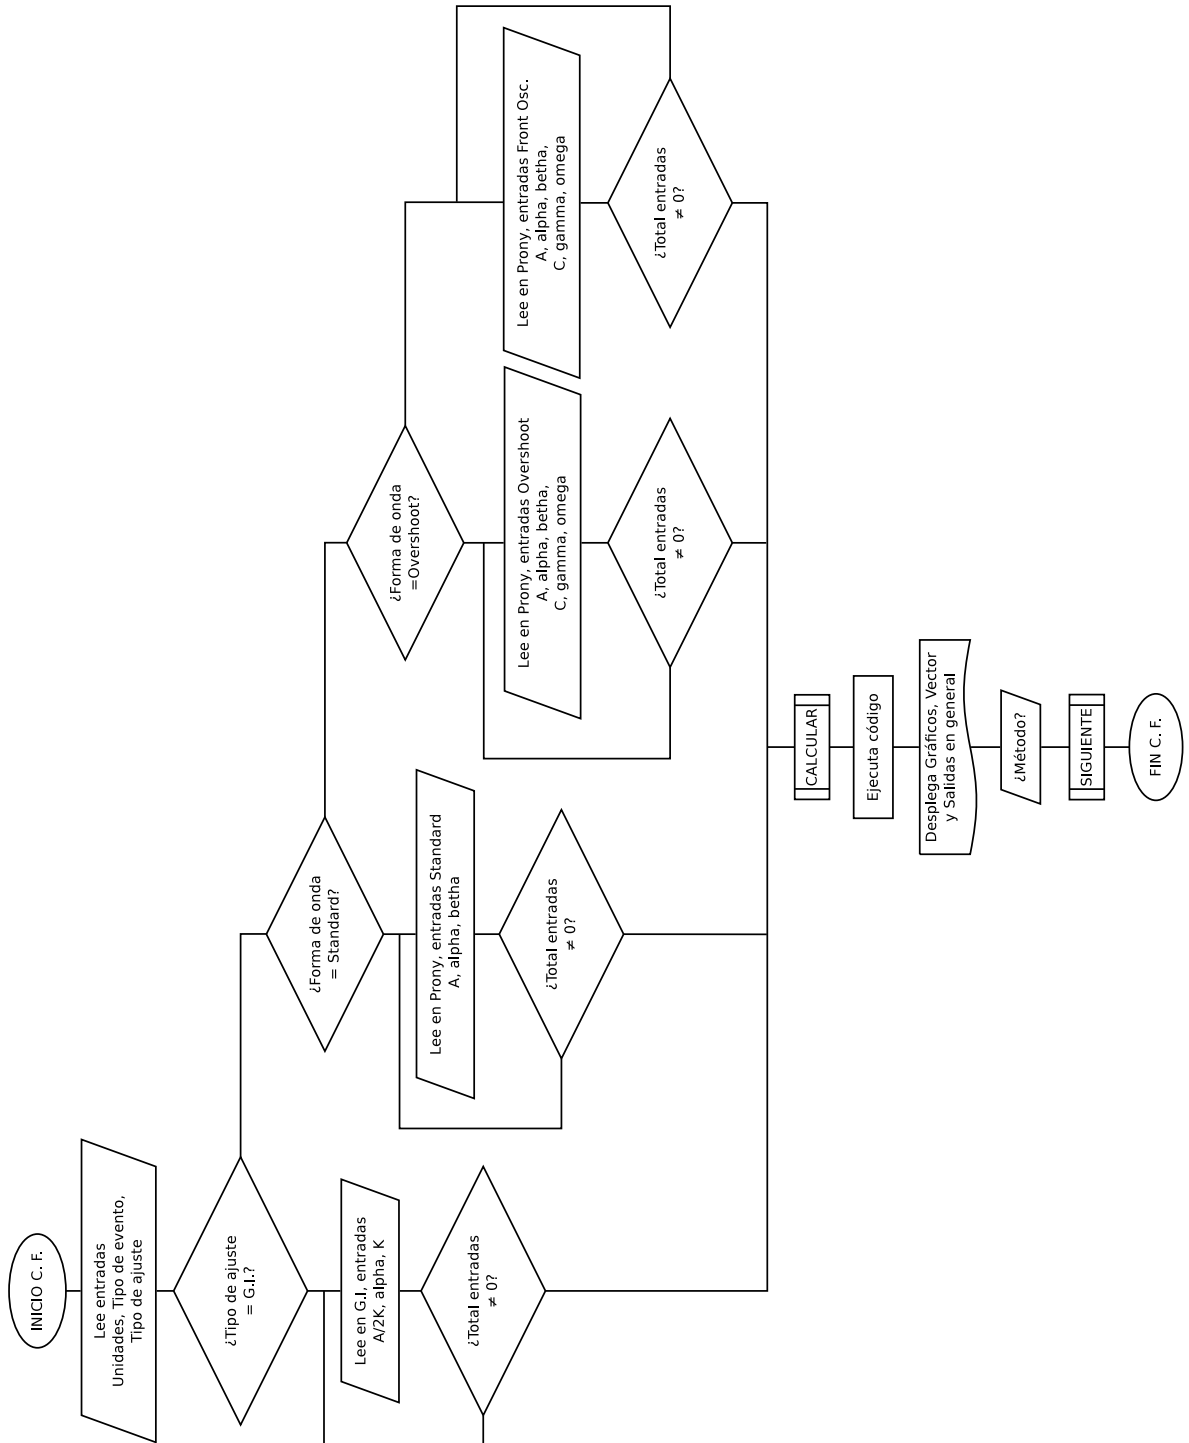 INICIO C. F.
Lee entradas
Unidades, Tipo de evento,
Tipo de ajuste
¿Tipo de ajuste
= G.I.?
Lee en G.I, entradas
A/2K, alpha, K
¿Total entradas
≠ 0?
¿Forma de onda
= Standard?
Lee en Prony, entradas Standard
A, alpha, betha
¿Total entradas
≠ 0?
¿Forma de onda
=Overshoot?
Lee en Prony, entradas Overshoot
A, alpha, betha,
C, gamma, omega
¿Total entradas
≠ 0?
Lee en Prony, entradas Front Osc.
A, alpha, betha,
C, gamma, omega
¿Total entradas
≠ 0?
CALCULAR
Ejecuta código
Desplega Gráficos, Vector
y Salidas en general
¿Método?
SIGUIENTE
FIN C. F.